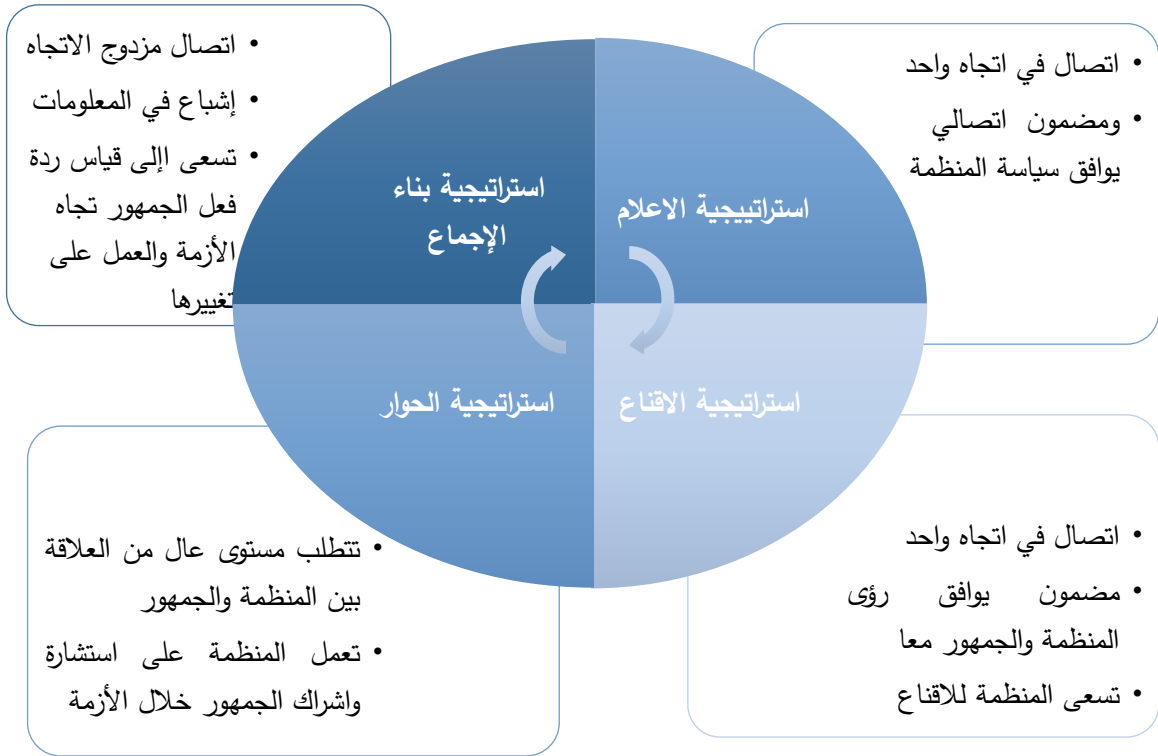 • اتصال في اتجاه واحد
• ومضمون اتصالي
يوافق سياسة المنظمة
استراتييجية الاعلام
• اتصال مزدوج الاتجاه
• إشباع في المعلومات
• تسعى اإلى قياس ردة
فعل الجمهور تجاه
الأزمة والعمل على
تغييرها
استراتيجية بناء
الإجماع
استراتيجية الاقناع
• اتصال في اتجاه واحد
• مضمون يوافق رؤى
المنظمة والجمهور معا
• تسعى المنظمة للاقناع
استراتيجية الحوار
• تتطلب مستوى عال من العلاقة
بين المنظمة والجمهور
• تعمل المنظمة على استشارة
واشراك الجمهور خلال الأزمة